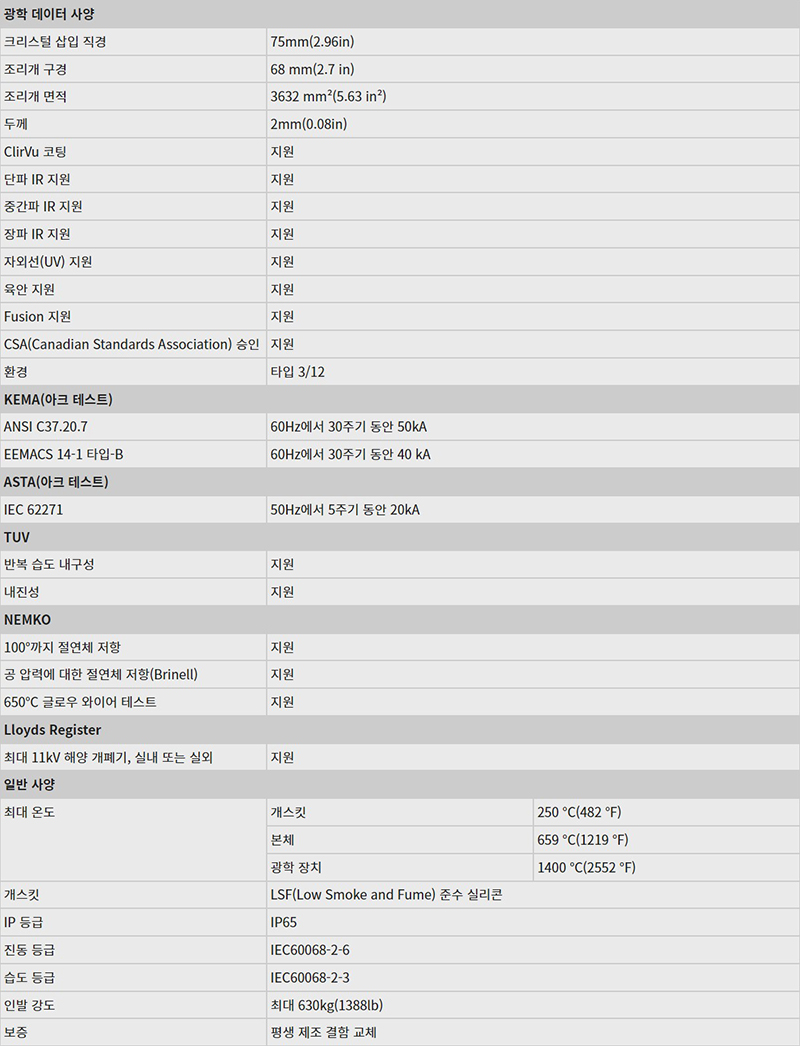 광학 데이터 사양
크리스털 삽입 직경 75mm(2.96in)
조리개 구경 68 mm(2.7 in)
조리개 면적 3632 mm²(5.63 in²)
두께 2mm(0.08in)
ClirVu 코팅 지원
단파 IR 지원 지원
중간파 IR 지원 지원
장파 IR 지원 지원
자외선(UV) 지원 지원
육안 지원 지원
Fusion 지원 지원
CSA(Canadian Standards Association) 승인 지원
환경 타입 3/12
KEMA(아크 테스트)
ANSI C37.20.7 60Hz에서 30주기 동안 50kA
EEMACS 14-1 타입-B 60Hz에서 30주기 동안 40 kA
ASTA(아크 테스트)
IEC 62271 50Hz에서 5주기 동안 20kA
TUV
반복 습도 내구성 지원
내진성 지원
NEMKO
100°까지 절연체 저항 지원
공 압력에 대한 절연체 저항(Brinell) 지원
650℃ 글로우 와이어 테스트 지원
Lloyds Register
최대 11kV 해양 개폐기, 실내 또는 실외 지원
일반 사양
최대 온도 개스킷 250 °C(482 °F)
본체 659 °C(1219 °F)
광학 장치 1400 °C(2552 °F)
개스킷 LSF(Low Smoke and Fume) 준수 실리콘
IP 등급 IP65
진동 등급 IEC60068-2-6
습도 등급 IEC60068-2-3
인발 강도 최대 630kg(1388lb)
보증 평생 제조 결함 교체